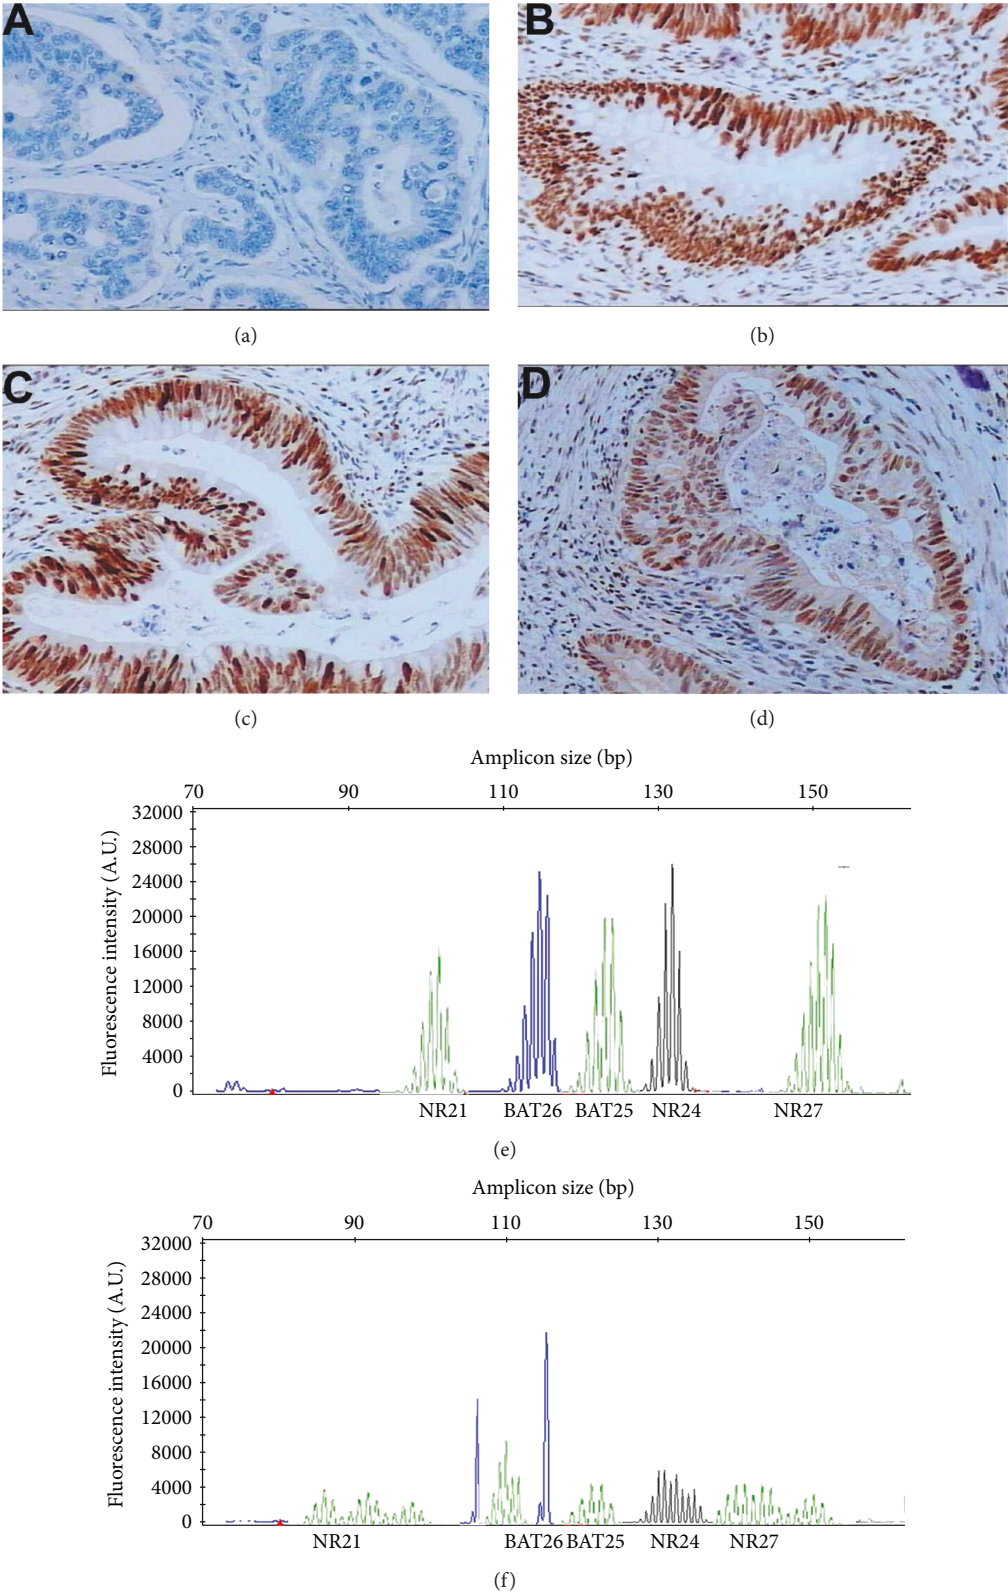 A
B
(a)
(b)
C
D
(c)
(d)
Amplicon size (bp)
70 90 110 130 150
32000
28000
24000
20000
16000
12000
8000
4000
0
Fluorescence intensity (A.U.)
NR21 BAT26 BAT25 NR24 NR27
(e)
Amplicon size (bp)
70 90 110 130 150
32000
28000
24000
20000
16000
12000
8000
4000
0
Fluorescence intensity (A.U.)
NR21 BAT26 BAT25 NR24 NR27
(f)